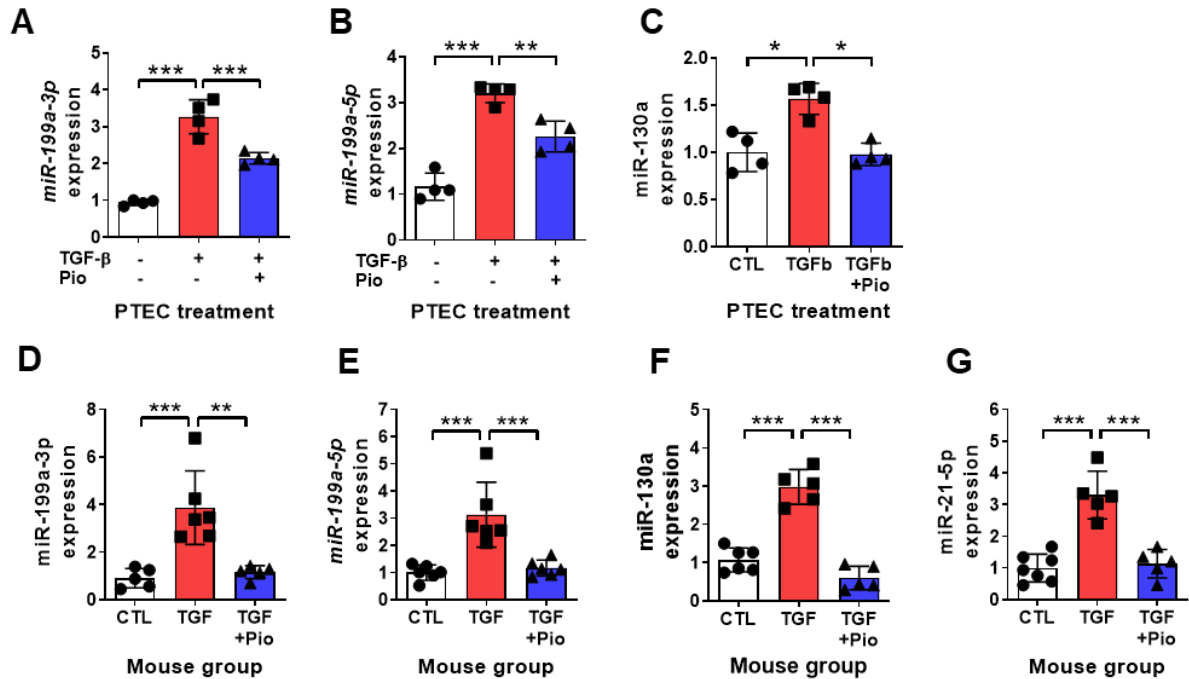 A
miR-199a-3p
expression
5
4
3
2
1
0
***
***
TGF-β - + +
Pio - - +
PTEC treatment
B
miR-199a-5p
expression
4
3
2
1
0
***
**
TGF-β - + +
Pio - - +
PTEC treatment
C
miR-130a
expression
2.0
1.5
1.0
0.5
0.0
*
*
CTL TGFb TGFb
+Pio
PTEC treatment
D
miR-199a-3p
expression
8
6
4
2
0
***
**
CTL TGF TGF
+Pio
Mouse group
E
miR-199a-5p
expression
7
6
5
4
3
2
1
0
***
***
CTL TGF TGF
+Pio
Mouse group
F
miR-130a
expression
5
4
3
2
1
0
***
***
CTL TGF TGF
+Pio
Mouse group
G
miR-21-5p
expression
6
5
4
3
2
1
0
***
***
CTL TGF TGF
+Pio
Mouse group